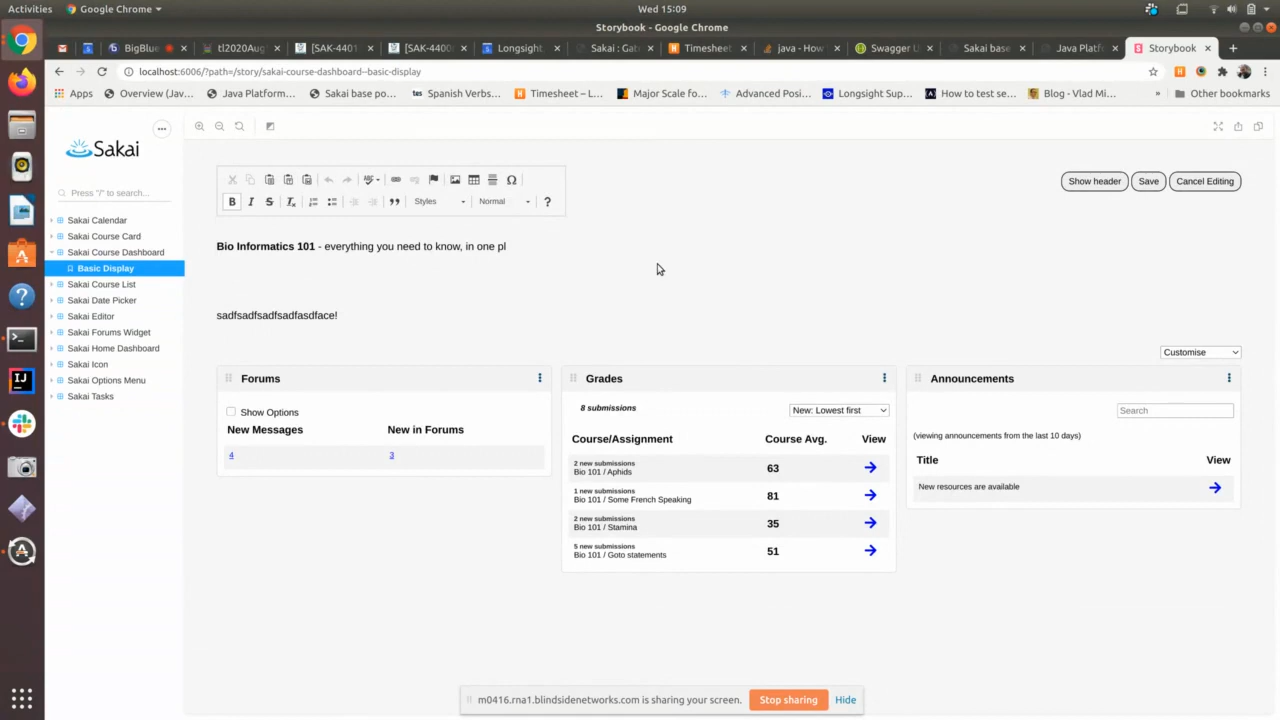 Activities Google Chrome Wed 15:09
Storybook - Google Chrome
BigBlue tl2020Aug [SAK-4401 [SAK-4400 Longsight Sakai : Gat Timesheet java - How Swagger U Sakai base Java Platf Storybook
localhost:6006/?path=/story/sakai-course-dashboard--basic-display
Apps Overview (Jav... Java Platform... Sakai base po... Spanish Verbs... Timesheet – L... Major Scale fo... Advanced Posi... Longsight Sup... How to test se... Blog - Vlad Mi... » Other bookmarks
Sakai
Press "/" to search...
Sakai Calendar
Sakai Course Card
Sakai Course Dashboard
Basic Display
Sakai Course List
Sakai Date Picker
Sakai Editor
Sakai Forums Widget
Sakai Home Dashboard
Sakai Icon
Sakai Options Menu
Sakai Tasks
Show header Save Cancel Editing
B I S Styles Normal ?
Bio Informatics 101 - everything you need to know, in one pl
sadfsadfsadfsadfasdface!
Customise
Forums
Show Options
New Messages New in Forums
4 3
Grades
8 submissions New: Lowest first
Course/Assignment Course Avg. View
2 new submissions
Bio 101 / Aphids 63
1 new submissions
Bio 101 / Some French Speaking 81
2 new submissions
Bio 101 / Stamina 35
5 new submissions
Bio 101 / Goto statements 51
Announcements
Search
(viewing announcements from the last 10 days)
Title View
New resources are available
m0416.rna1.blindsidenetworks.com is sharing your screen. Stop sharing Hide